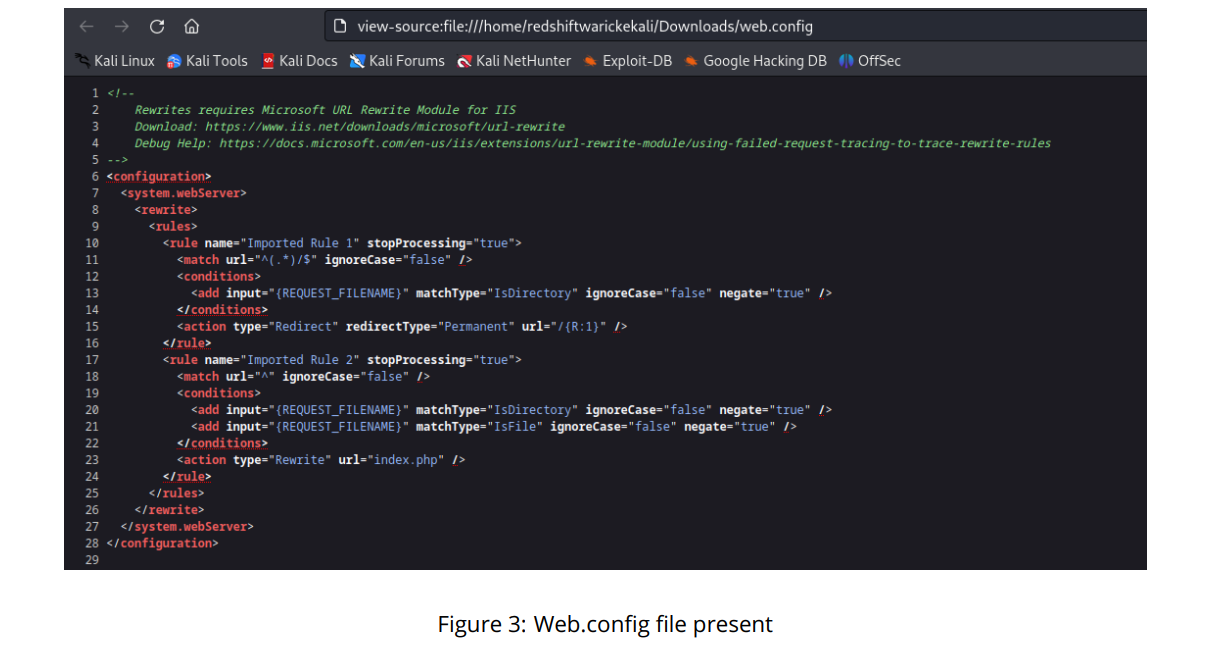 view-source:file:///home/redshiftwarickekali/Downloads/web.config
Kali Linux Kali Tools Kali Docs Kali Forums Kali NetHunter Exploit-DB Google Hacking DB OffSec
1 <!--
2 Rewrites requires Microsoft URL Rewrite Module for IIS
3 Download: https://www.iis.net/downloads/microsoft/url-rewrite
4 Debug Help: https://docs.microsoft.com/en-us/iis/extensions/url-rewrite-module/using-failed-request-tracing-to-trace-rewrite-rules
5 -->
6 <configuration>
7 <system.webServer>
8 <rewrite>
9 <rules>
10 <rule name="Imported Rule 1" stopProcessing="true">
11 <match url="^(.*)/$" ignoreCase="false" />
12 <conditions>
13 <add input="{REQUEST_FILENAME}" matchType="IsDirectory" ignoreCase="false" negate="true" />
14 </conditions>
15 <action type="Redirect" redirectType="Permanent" url="/{R:1}" />
16 </rule>
17 <rule name="Imported Rule 2" stopProcessing="true">
18 <match url="^" ignoreCase="false" />
19 <conditions>
20 <add input="{REQUEST_FILENAME}" matchType="IsDirectory" ignoreCase="false" negate="true" />
21 <add input="{REQUEST_FILENAME}" matchType="IsFile" ignoreCase="false" negate="true" />
22 </conditions>
23 <action type="Rewrite" url="index.php" />
24 </rule>
25 </rules>
26 </rewrite>
27 </system.webServer>
28 </configuration>
29
Figure 3: Web.config file present